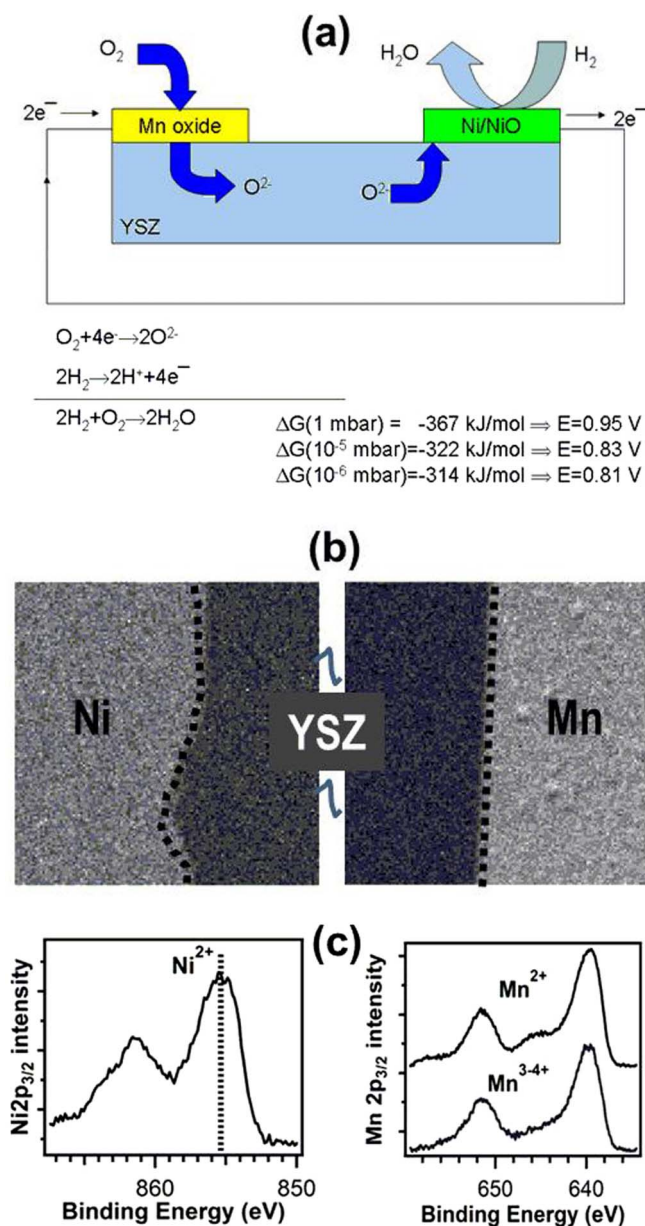 (a)
O₂
H₂O
H₂
2e⁻
Mn oxide
Ni/NiO
2e⁻
O²⁻
O²⁻
YSZ
O₂+4e⁻→2O²⁻
2H₂→2H⁺+4e⁻
2H₂+O₂→2H₂O
ΔG(1 mbar) = -367 kJ/mol ⇒ E=0.95 V
ΔG(10⁻⁵ mbar)=-322 kJ/mol ⇒ E=0.83 V
ΔG(10⁻⁶ mbar)=-314 kJ/mol ⇒ E=0.81 V
(b)
Ni
YSZ
Mn
(c)
Ni²⁺
Ni2p₃/₂ intensity
860
850
Binding Energy (eV)
Mn²⁺
Mn³⁻⁴⁺
Mn 2p₃/₂ intensity
650
640
Binding Energy (eV)